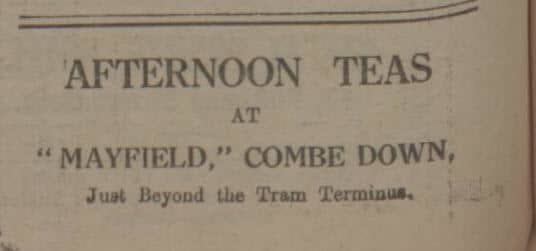 AFTERNOON TEAS
AT
"MAYFIELD," COMBE DOWN,
Just Beyond the Tram Terminus.